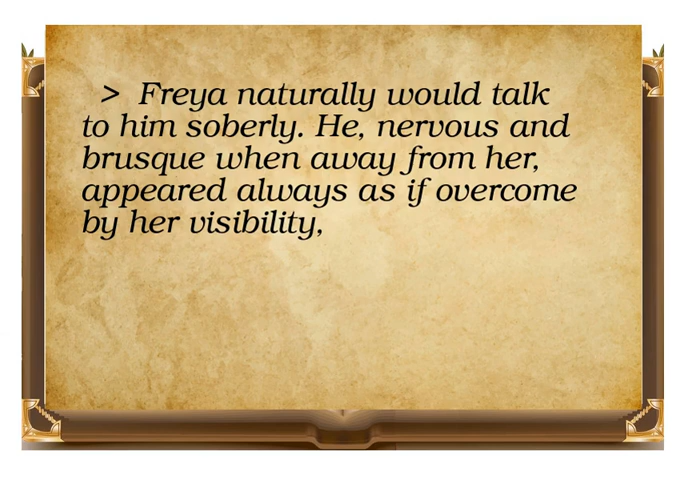 > Freya naturally would talk
to him soberly. He, nervous and
brusque when away from her,
appeared always as if overcome
by her visibility,